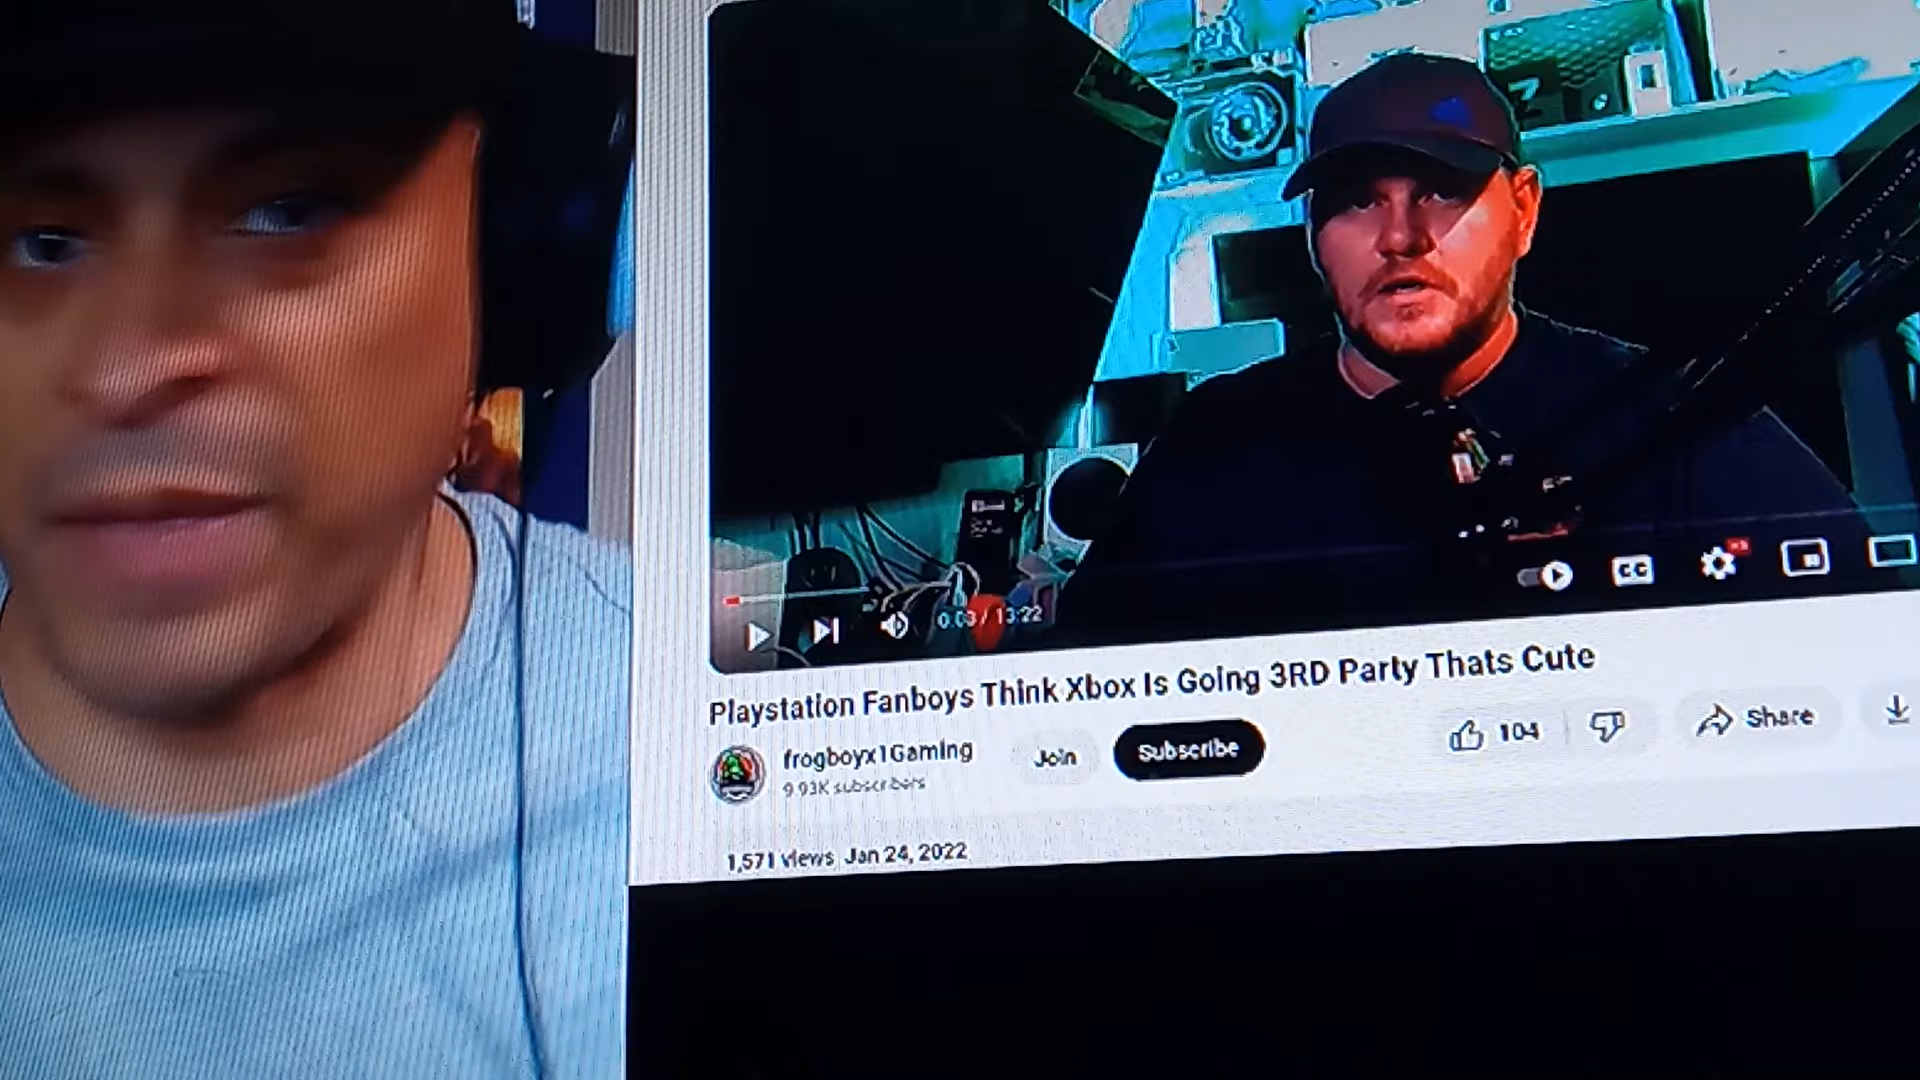 CC
0:03 / 13:22
Playstation Fanboys Think Xbox Is Going 3RD Party Thats Cute
frogboyx1Gaming
Join
Subscribe
104
Share
9.93K subscribers
1,571 views Jan 24, 2022